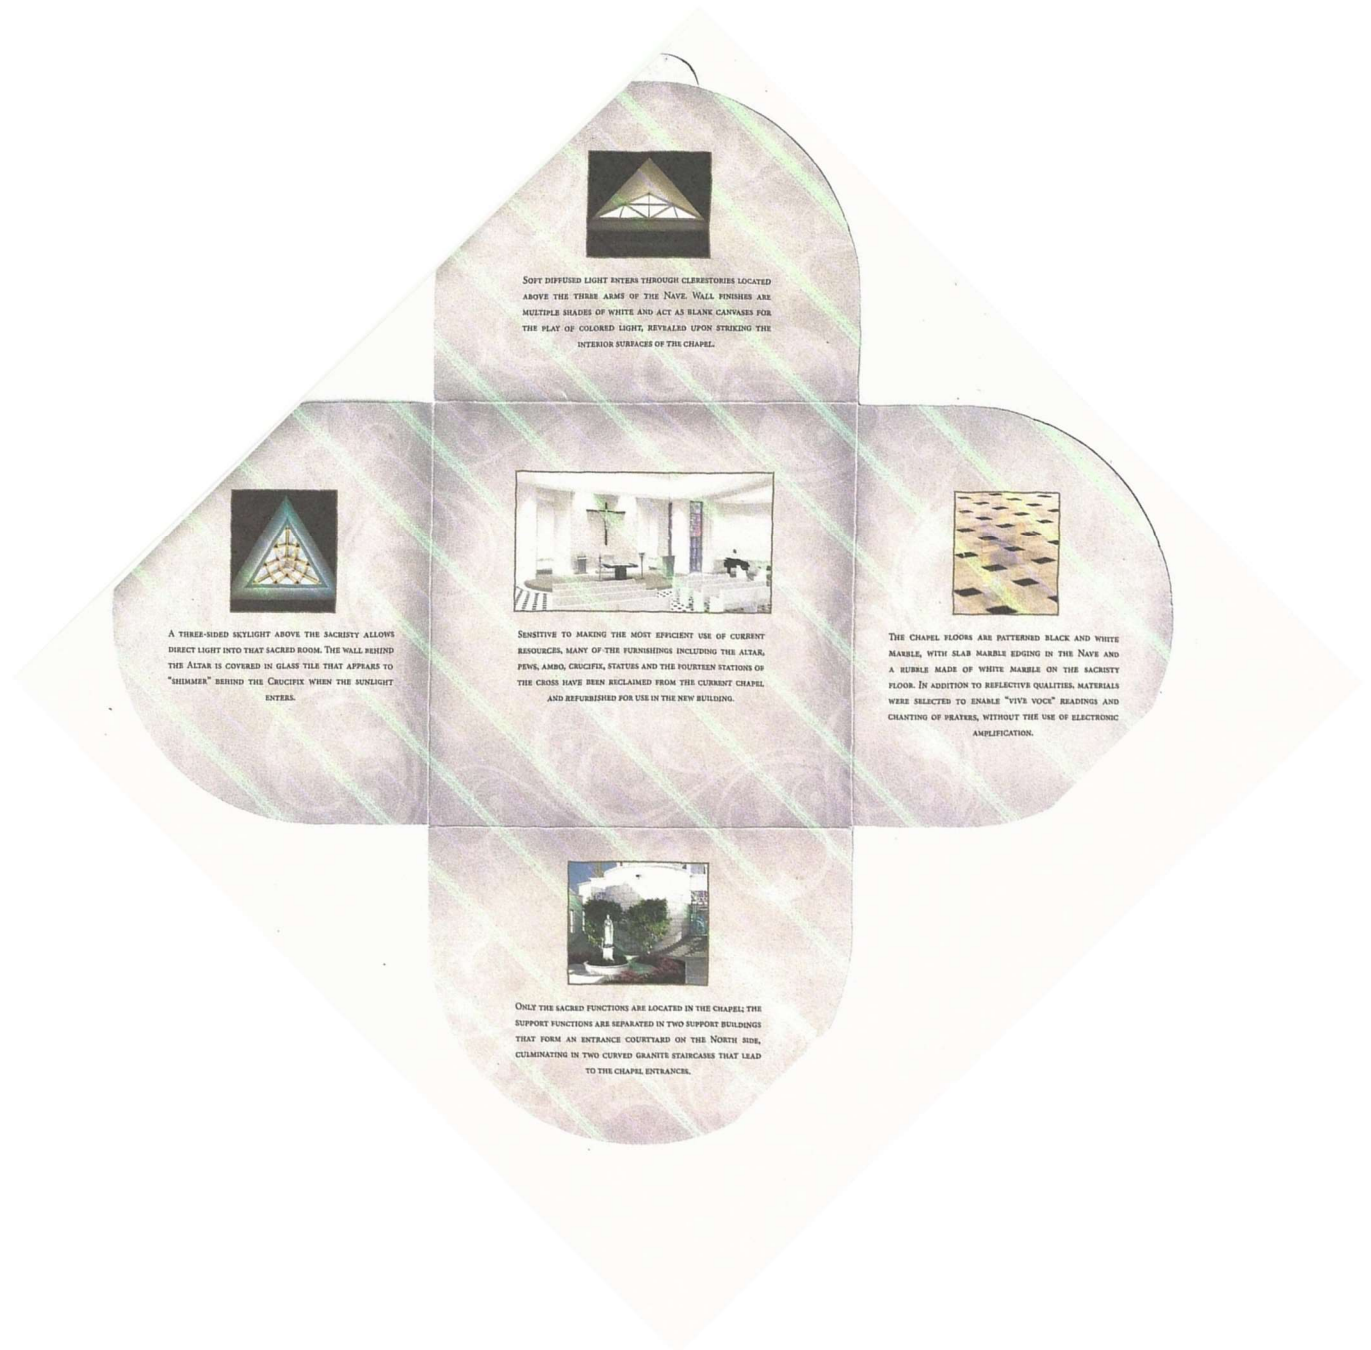 Soft diffused light enters through clerestories located
above the three arms of the Nave. Wall finishes are
multiple shades of white and act as blank canvases for
the play of colored light, revealed upon striking the
interior surfaces of the chapel.
A three-sided skylight above the sacristy allows
direct light into that sacred room. The wall behind
the Altar is covered in glass tile that appears to
"shimmer" behind the Crucifix when the sunlight
enters.
Sensitive to making the most efficient use of current
resources, many of the furnishings including the altar,
pews, ambo, crucifix, statues and the fourteen stations of
the cross have been reclaimed from the current chapel
and refurbished for use in the new building.
The Chapel floors are patterned black and white
marble, with slab marble edging in the Nave and
a rubble made of white marble on the sacristy
floor. In addition to reflective qualities, materials
were selected to enable "vive voce" readings and
chanting of prayers, without the use of electronic
amplification.
Only the sacred functions are located in the chapel; the
support functions are separated in two support buildings
that form an entrance courtyard on the North side,
culminating in two curved granite staircases that lead
to the chapel entrances.